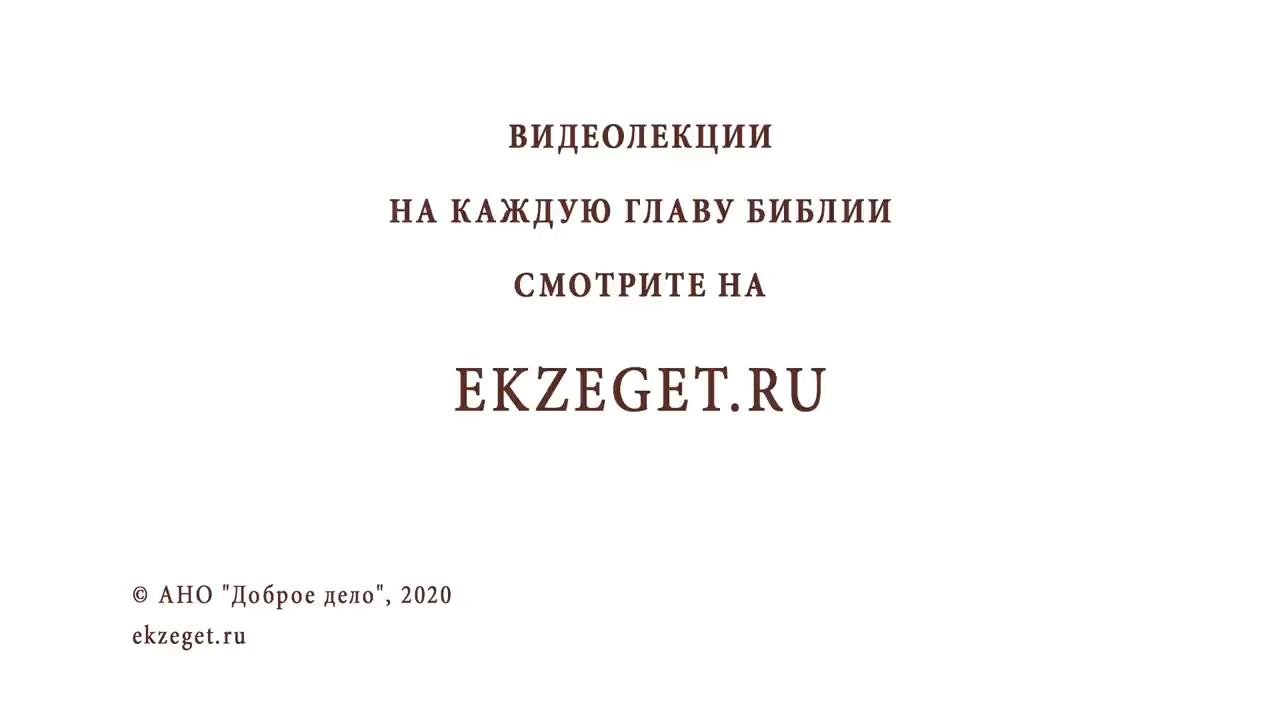 ВИДЕОЛЕКЦИИ
НА КАЖДУЮ ГЛАВУ БИБЛИИ
СМОТРИТЕ НА
EKZEGET.RU
© АНО "Доброе дело", 2020
ekzeget.ru